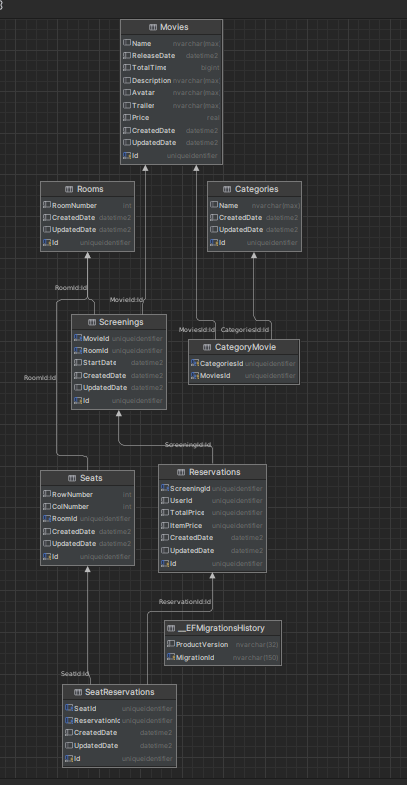 Movies
Name nvarchar(max)
ReleaseDate datetime2
TotalTime bigint
Description nvarchar(max)
Avatar nvarchar(max)
Trailer nvarchar(max)
Price real
CreatedDate datetime2
UpdatedDate datetime2
Id uniqueidentifier
Rooms
RoomNumber int
CreatedDate datetime2
UpdatedDate datetime2
Id uniqueidentifier
Categories
Name nvarchar(max)
CreatedDate datetime2
UpdatedDate datetime2
Id uniqueidentifier
RoomId:Id
MovieId:Id
Screenings
MovieId uniqueidentifier
RoomId uniqueidentifier
StartDate datetime2
CreatedDate datetime2
UpdatedDate datetime2
Id uniqueidentifier
MoviesId:Id
CategoriesId:Id
CategoryMovie
CategoriesId uniqueidentifier
MoviesId uniqueidentifier
RoomId:Id
ScreeningId:Id
Seats
RowNumber int
ColNumber int
RoomId uniqueidentifier
CreatedDate datetime2
UpdatedDate datetime2
Id uniqueidentifier
Reservations
ScreeningId uniqueidentifier
UserId uniqueidentifier
TotalPrice uniqueidentifier
ItemPrice uniqueidentifier
CreatedDate datetime2
UpdatedDate datetime2
Id uniqueidentifier
ReservationId:Id
__EFMigrationsHistory
ProductVersion nvarchar(32)
MigrationId nvarchar(150)
SeatId:Id
SeatReservations
SeatId uniqueidentifier
ReservationId uniqueidentifier
CreatedDate datetime2
UpdatedDate datetime2
Id uniqueidentifier